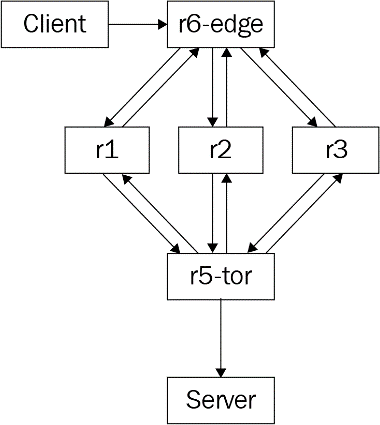 Client
r6-edge
r1
r2
r3
r5-tor
Server